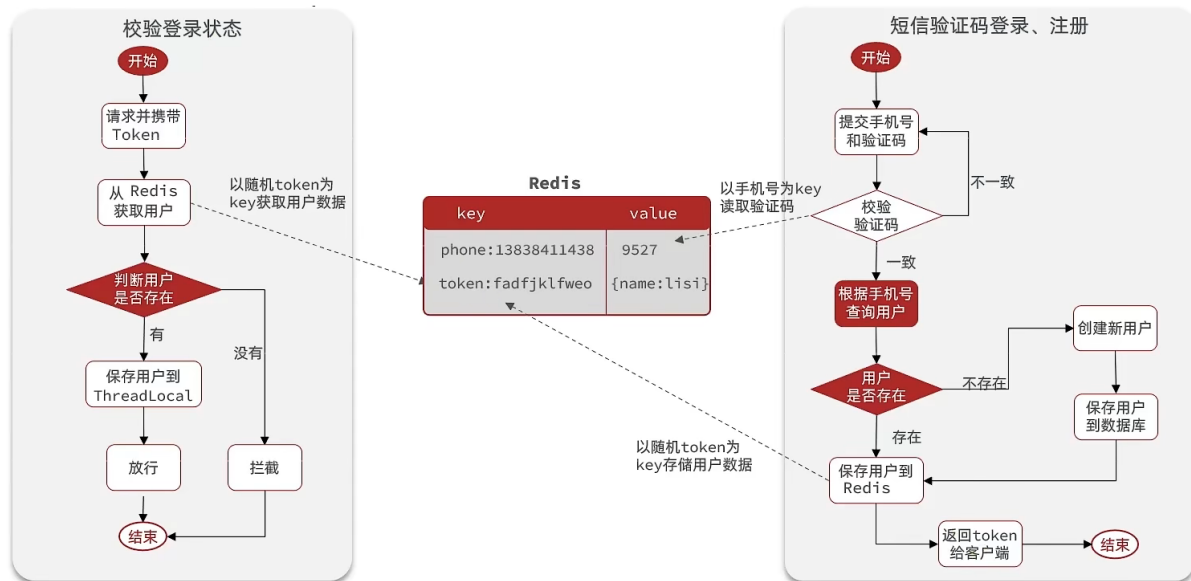 校验登录状态
开始
请求并携带
Token
从 Redis
获取用户
判断用户
是否存在
有
没有
保存用户到
ThreadLocal
放行
拦截
结束
以随机token为
key获取用户数据
Redis
key
value
phone:13838411438
9527
token:fadfjklfweo
{name:lisi}
以手机号为key
读取验证码
以随机token为
key存储用户数据
短信验证码登录、注册
开始
提交手机号
和验证码
不一致
校验
验证码
一致
根据手机号
查询用户
用户
是否存在
不存在
创建新用户
保存用户
到数据库
存在
保存用户到
Redis
返回token
给客户端
结束